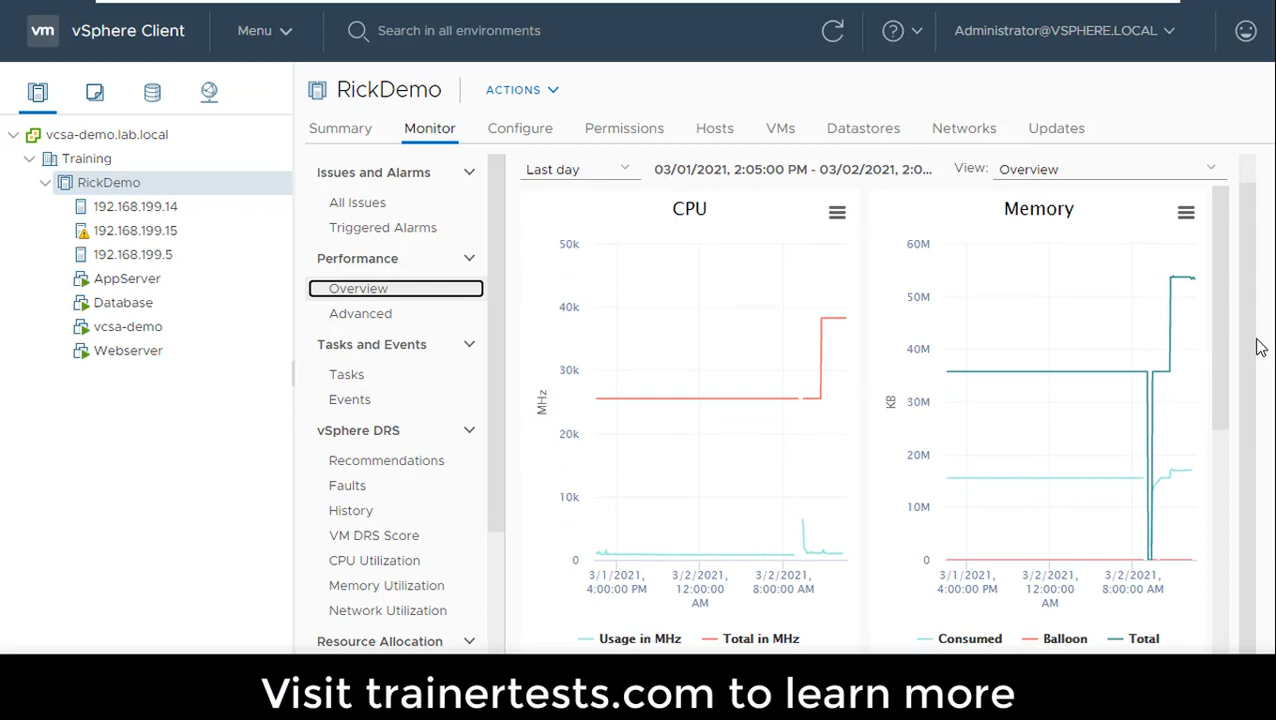 vm vSphere Client Menu Search in all environments Administrator@VSPHERE.LOCAL
vcsa-demo.lab.local
Training
RickDemo
192.168.199.14
192.168.199.15
192.168.199.5
AppServer
Database
vcsa-demo
Webserver
RickDemo ACTIONS
Summary Monitor Configure Permissions Hosts VMs Datastores Networks Updates
Issues and Alarms
All Issues
Triggered Alarms
Performance
Overview
Advanced
Tasks and Events
Tasks
Events
vSphere DRS
Recommendations
Faults
History
VM DRS Score
CPU Utilization
Memory Utilization
Network Utilization
Resource Allocation
Last day 03/01/2021, 2:05:00 PM - 03/02/2021, 2:0... View: Overview
CPU
50k
40k
30k
20k
10k
0
MHz
3/1/2021, 3/2/2021, 3/2/2021,
4:00:00 PM 12:00:00 8:00:00 AM
AM
Usage in MHz Total in MHz
Memory
60M
50M
40M
30M
20M
10M
0
KB
3/1/2021, 3/2/2021, 3/2/2021,
4:00:00 PM 12:00:00 8:00:00 AM
AM
Consumed Balloon Total
Visit trainertests.com to learn more